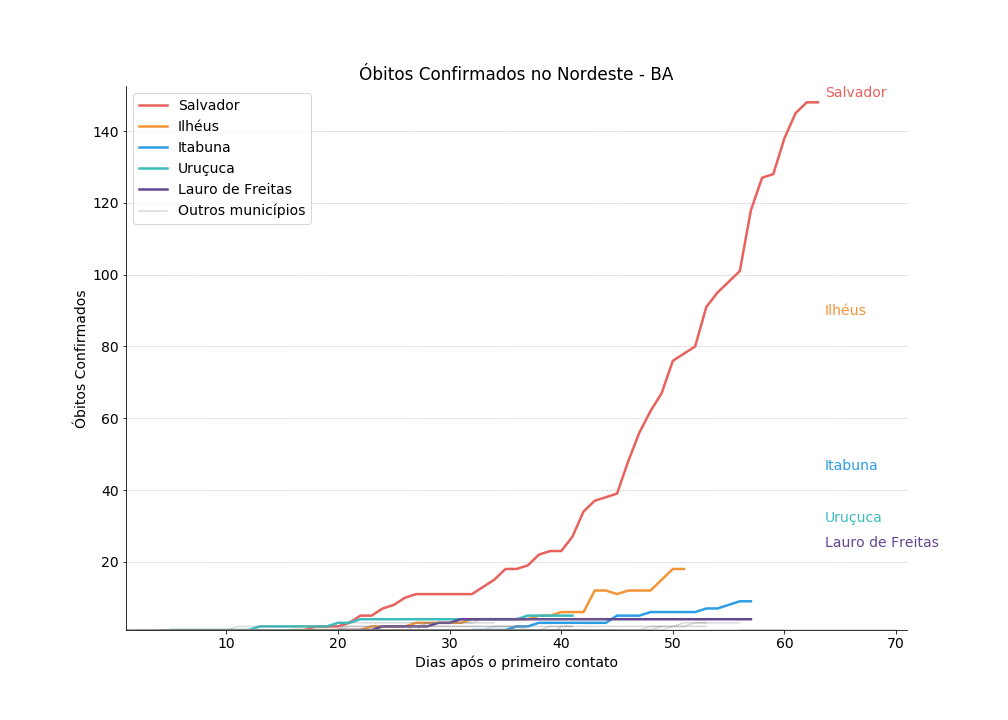 Óbitos Confirmados no Nordeste - BA
Salvador
Ilhéus
Itabuna
Uruçuca
Lauro de Freitas
Outros municípios
Salvador
Ilhéus
Itabuna
Uruçuca
Lauro de Freitas
Óbitos Confirmados
140
120
100
80
60
40
20
10 20 30 40 50 60 70
Dias após o primeiro contato